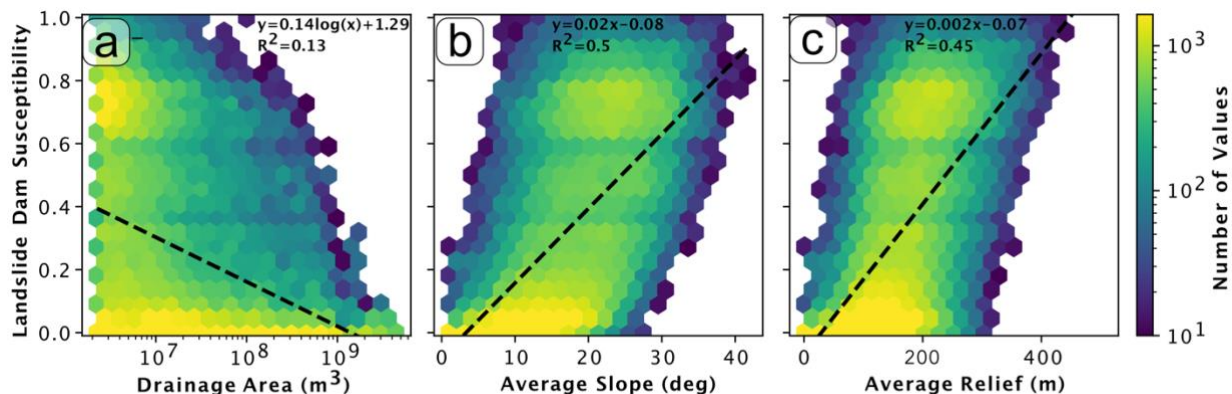 a
y=0.14log(x)+1.29
R²=0.13
b
y=0.02x-0.08
R²=0.5
c
y=0.002x-0.07
R²=0.45
Landslide Dam Susceptibility
1.0
0.8
0.6
0.4
0.2
0.0
10⁷ 10⁸ 10⁹
Drainage Area (m³)
0 10 20 30 40
Average Slope (deg)
0 200 400
Average Relief (m)
10³
10²
10¹
Number of Values